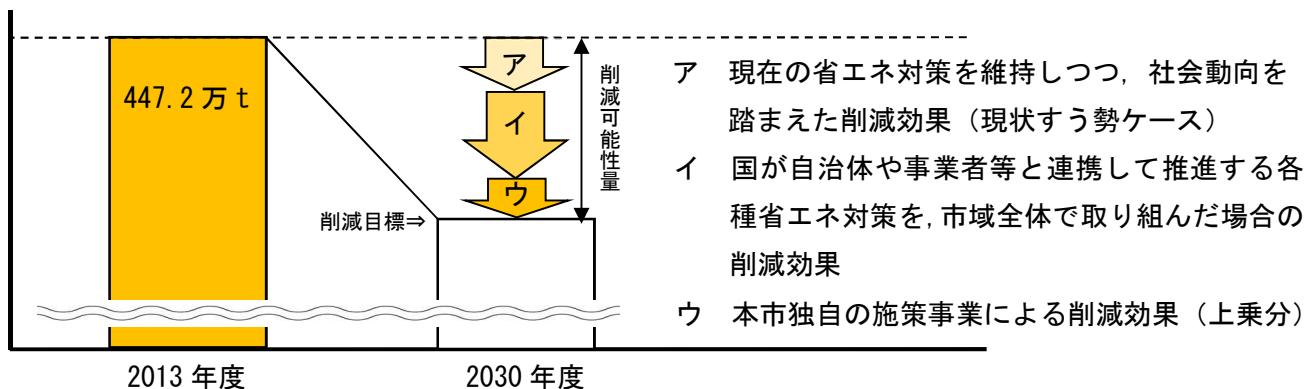 447.2 万 t
削減目標⇒
ア
イ
ウ
削減可能性量
2013 年度
2030 年度
ア 現在の省エネ対策を維持しつつ，社会動向を
踏まえた削減効果（現状すう勢ケース）
イ 国が自治体や事業者等と連携して推進する各
種省エネ対策を，市域全体で取り組んだ場合の
削減効果
ウ 本市独自の施策事業による削減効果（上乗分）